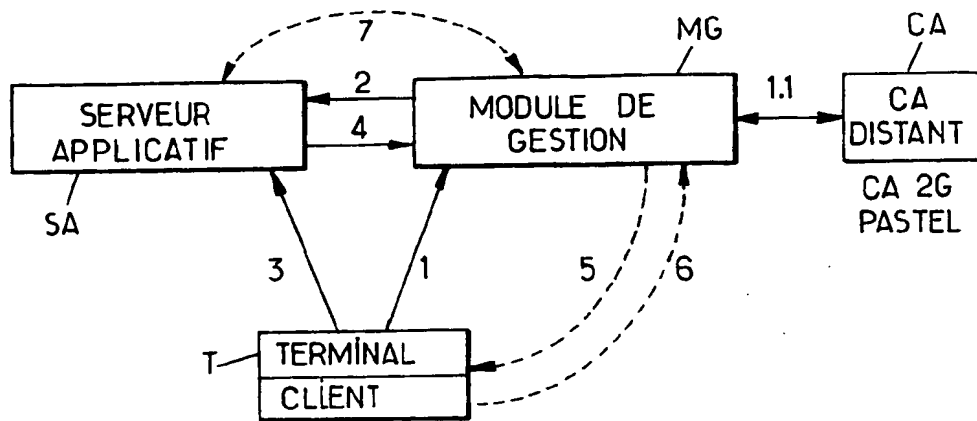 7
MG
CA
2
1.1
SERVEUR
APPLICATIF
MODULE DE
GESTION
CA
DISTANT
4
SA
CA 2G
PASTEL
3
1
5
6
T
TERMINAL
CLIENT